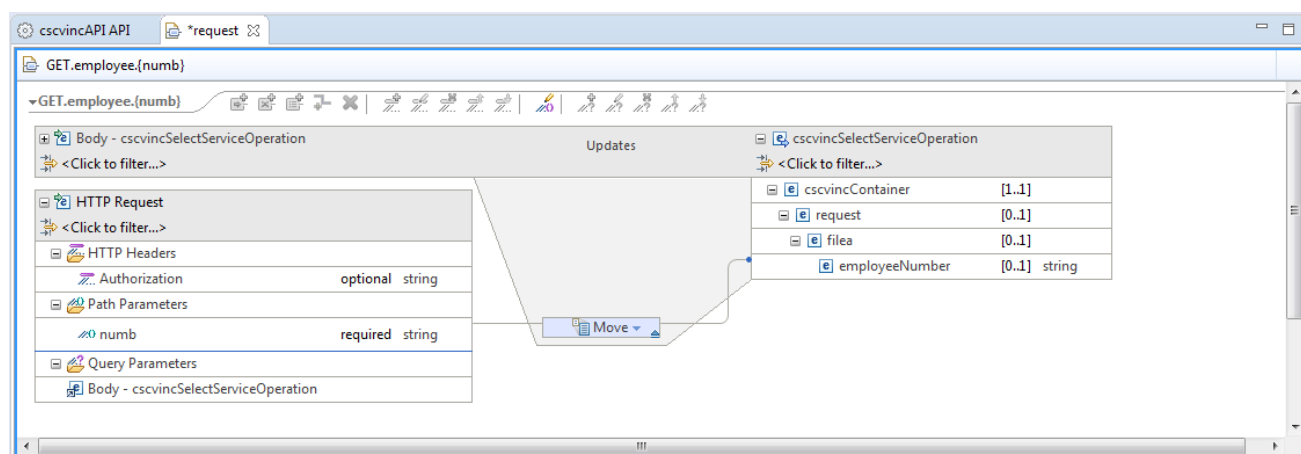 cscvincAPI API *request
GET.employee.{numb}
GET.employee.{numb}
Body - cscvincSelectServiceOperation
<Click to filter...>
HTTP Request
<Click to filter...>
HTTP Headers
Authorization optional string
Path Parameters
numb required string
Query Parameters
Body - cscvincSelectServiceOperation
Updates
Move
cscvincSelectServiceOperation
<Click to filter...>
cscvincContainer [1..1]
request [0..1]
filea [0..1]
employeeNumber [0..1] string